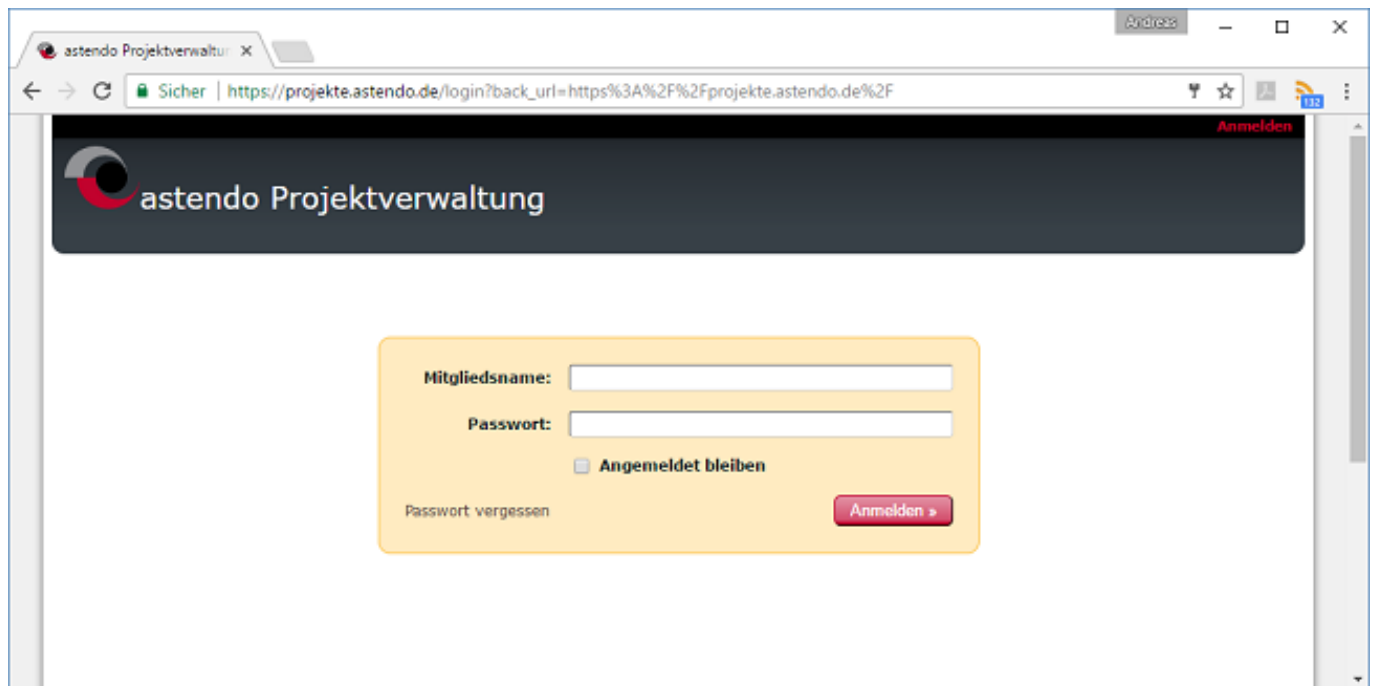 Andreas
astendo Projektverwaltun
Sicher | https://projekte.astendo.de/login?back_url=https%3A%2F%2Fprojekte.astendo.de%2F
132
Anmelden
astendo Projektverwaltung
Mitgliedsname:
Passwort:
Angemeldet bleiben
Passwort vergessen
Anmelden »